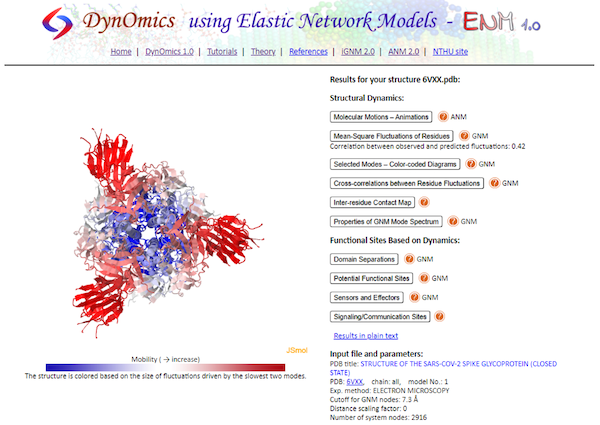 DynOmics using Elastic Network Models - ENM 1.0
Home | DynOmics 1.0 | Tutorials | Theory | References | iGNM 2.0 | ANM 2.0 | NTHU site
Results for your structure 6VXX.pdb:
Structural Dynamics:
Molecular Motions – Animations ? ANM
Mean-Square Fluctuations of Residues ? GNM
Correlation between observed and predicted fluctuations: 0.42
Selected Modes – Color-coded Diagrams ? GNM
Cross-correlations between Residue Fluctuations ? GNM
Inter-residue Contact Map ?
Properties of GNM Mode Spectrum ? GNM
Functional Sites Based on Dynamics:
Domain Separations ? GNM
Potential Functional Sites ? GNM
Sensors and Effectors ? GNM
Signaling/Communication Sites ?
Results in plain text
JSmol
Mobility ( → increase)
The structure is colored based on the size of fluctuations driven by the slowest two modes.
Input file and parameters:
PDB title: STRUCTURE OF THE SARS-COV-2 SPIKE GLYCOPROTEIN (CLOSED
STATE)
PDB: 6VXX, chain: all, model No.: 1
Exp. method: ELECTRON MICROSCOPY
Cutoff for GNM nodes: 7.3 Å
Distance scaling factor: 0
Number of system nodes: 2916